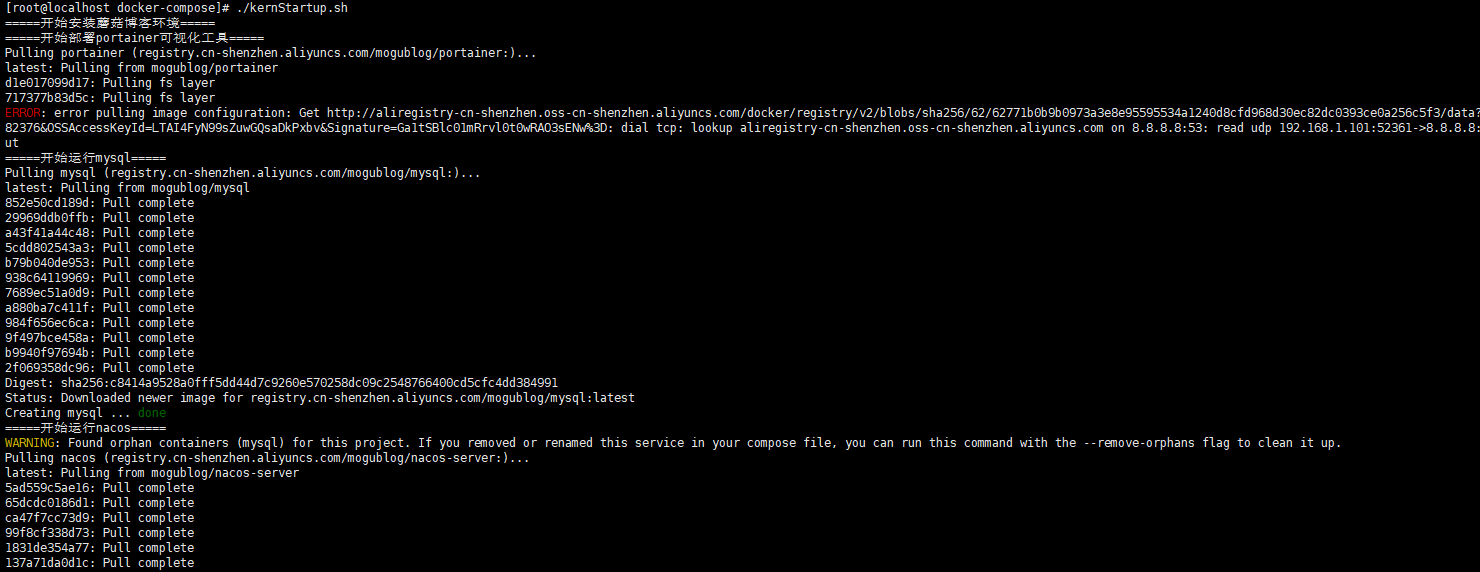 [root@localhost docker-compose]# ./kernStartup.sh
=====开始安装蘑菇博客环境=====
=====开始部署portainer可视化工具=====
Pulling portainer (registry.cn-shenzhen.aliyuncs.com/mogublog/portainer:)...
latest: Pulling from mogublog/portainer
d1e017099d17: Pulling fs layer
717377b83d5c: Pulling fs layer
ERROR: error pulling image configuration: Get http://aliregistry-cn-shenzhen.oss-cn-shenzhen.aliyuncs.com/docker/registry/v2/blobs/sha256/62/62771b0b9b0973a3e8e95595534a1240d8cfd968d30ec82dc0393ce0a256c5f3/data?
82376&OSSAccessKeyId=LTAI4FyN99sZuwGQsaDkPxbv&Signature=Ga1tSBlc01mRrvl0t0wRAO3sENw%3D: dial tcp: lookup aliregistry-cn-shenzhen.oss-cn-shenzhen.aliyuncs.com on 8.8.8.8:53: read udp 192.168.1.101:52361->8.8.8.8:
ut
=====开始运行mysql=====
Pulling mysql (registry.cn-shenzhen.aliyuncs.com/mogublog/mysql:)...
latest: Pulling from mogublog/mysql
852e50cd189d: Pull complete
29969ddb0ffb: Pull complete
a43f41a44c48: Pull complete
5cdd802543a3: Pull complete
b79b040de953: Pull complete
938c64119969: Pull complete
7689ec51a0d9: Pull complete
a880ba7c411f: Pull complete
984f656ec6ca: Pull complete
9f497bce458a: Pull complete
b9940f97694b: Pull complete
2f069358dc96: Pull complete
Digest: sha256:c8414a9528a0fff5dd44d7c9260e570258dc09c2548766400cd5cfc4dd384991
Status: Downloaded newer image for registry.cn-shenzhen.aliyuncs.com/mogublog/mysql:latest
Creating mysql ... done
=====开始运行nacos=====
WARNING: Found orphan containers (mysql) for this project. If you removed or renamed this service in your compose file, you can run this command with the --remove-orphans flag to clean it up.
Pulling nacos (registry.cn-shenzhen.aliyuncs.com/mogublog/nacos-server:)...
latest: Pulling from mogublog/nacos-server
5ad559c5ae16: Pull complete
65dcdc0186d1: Pull complete
ca47f7cc73d9: Pull complete
99f8cf338d73: Pull complete
1831de354a77: Pull complete
137a71da0d1c: Pull complete